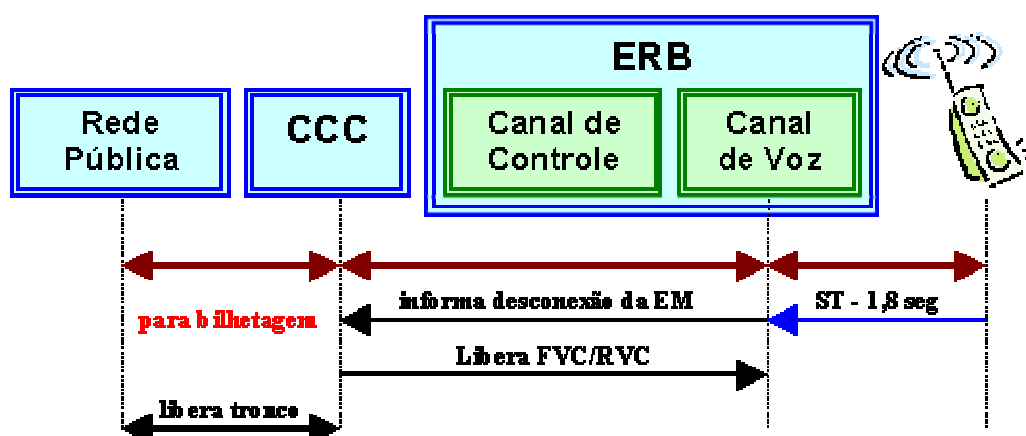 ERB
Rede
Pública
CCC
Canal de
Controle
Canal
de Voz
informa desconexão da EM
ST - 1,8 seg
para bilhetagem
Libera FVC/RVC
libera tronco